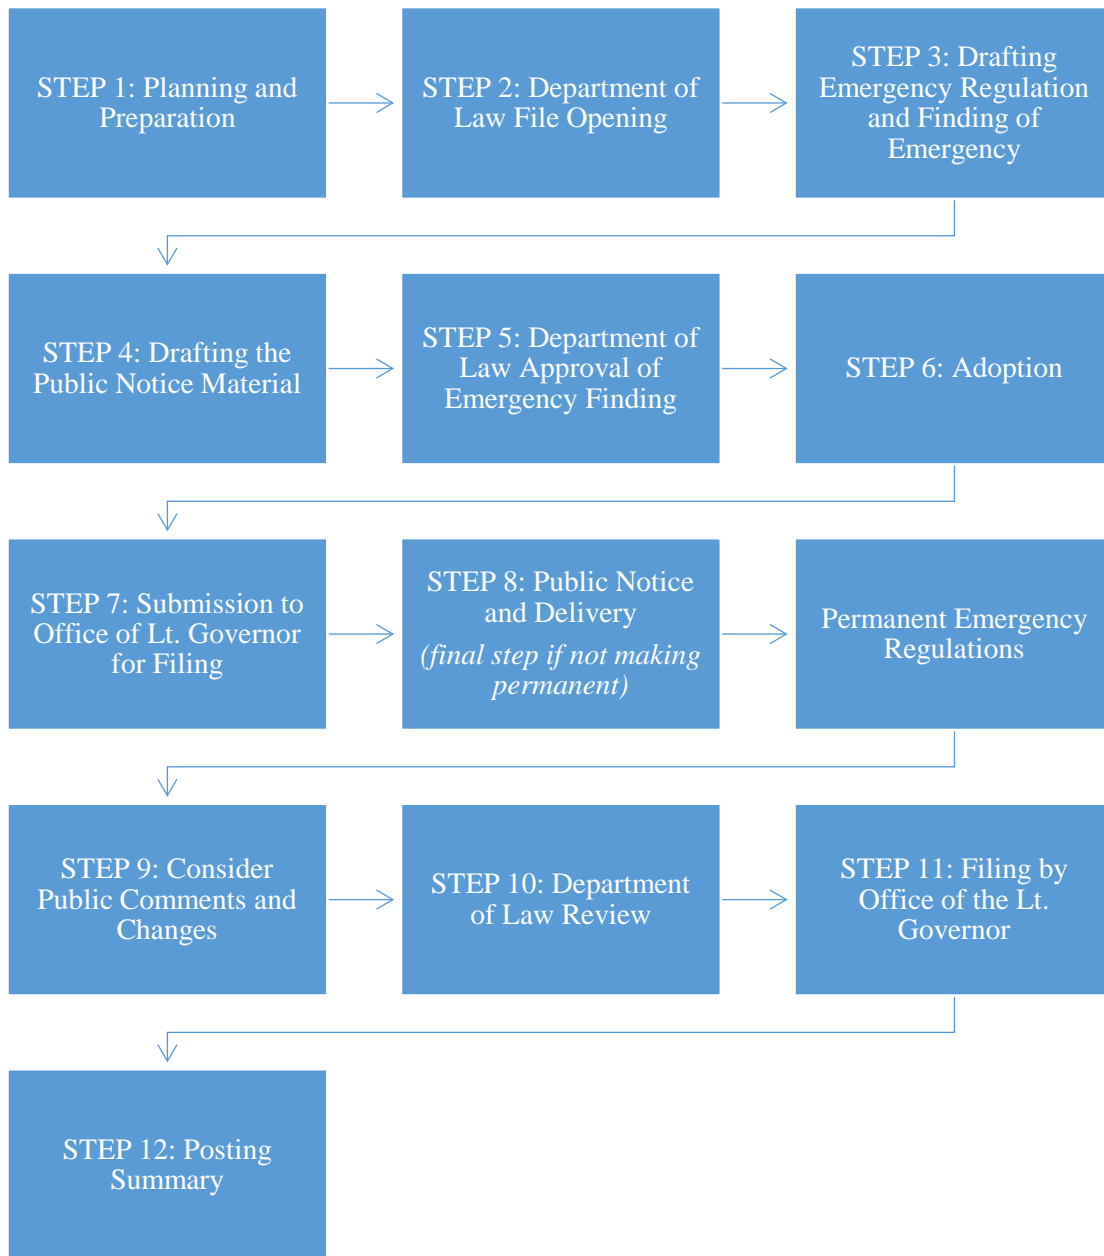 STEP 1: Planning and
Preparation
STEP 2: Department of
Law File Opening
STEP 3: Drafting
Emergency Regulation
and Finding of
Emergency
STEP 4: Drafting the
Public Notice Material
STEP 5: Department of
Law Approval of
Emergency Finding
STEP 6: Adoption
STEP 7: Submission to
Office of Lt. Governor
for Filing
STEP 8: Public Notice
and Delivery
(final step if not making
permanent)
Permanent Emergency
Regulations
STEP 9: Consider
Public Comments and
Changes
STEP 10: Department
of Law Review
STEP 11: Filing by
Office of the Lt.
Governor
STEP 12: Posting
Summary